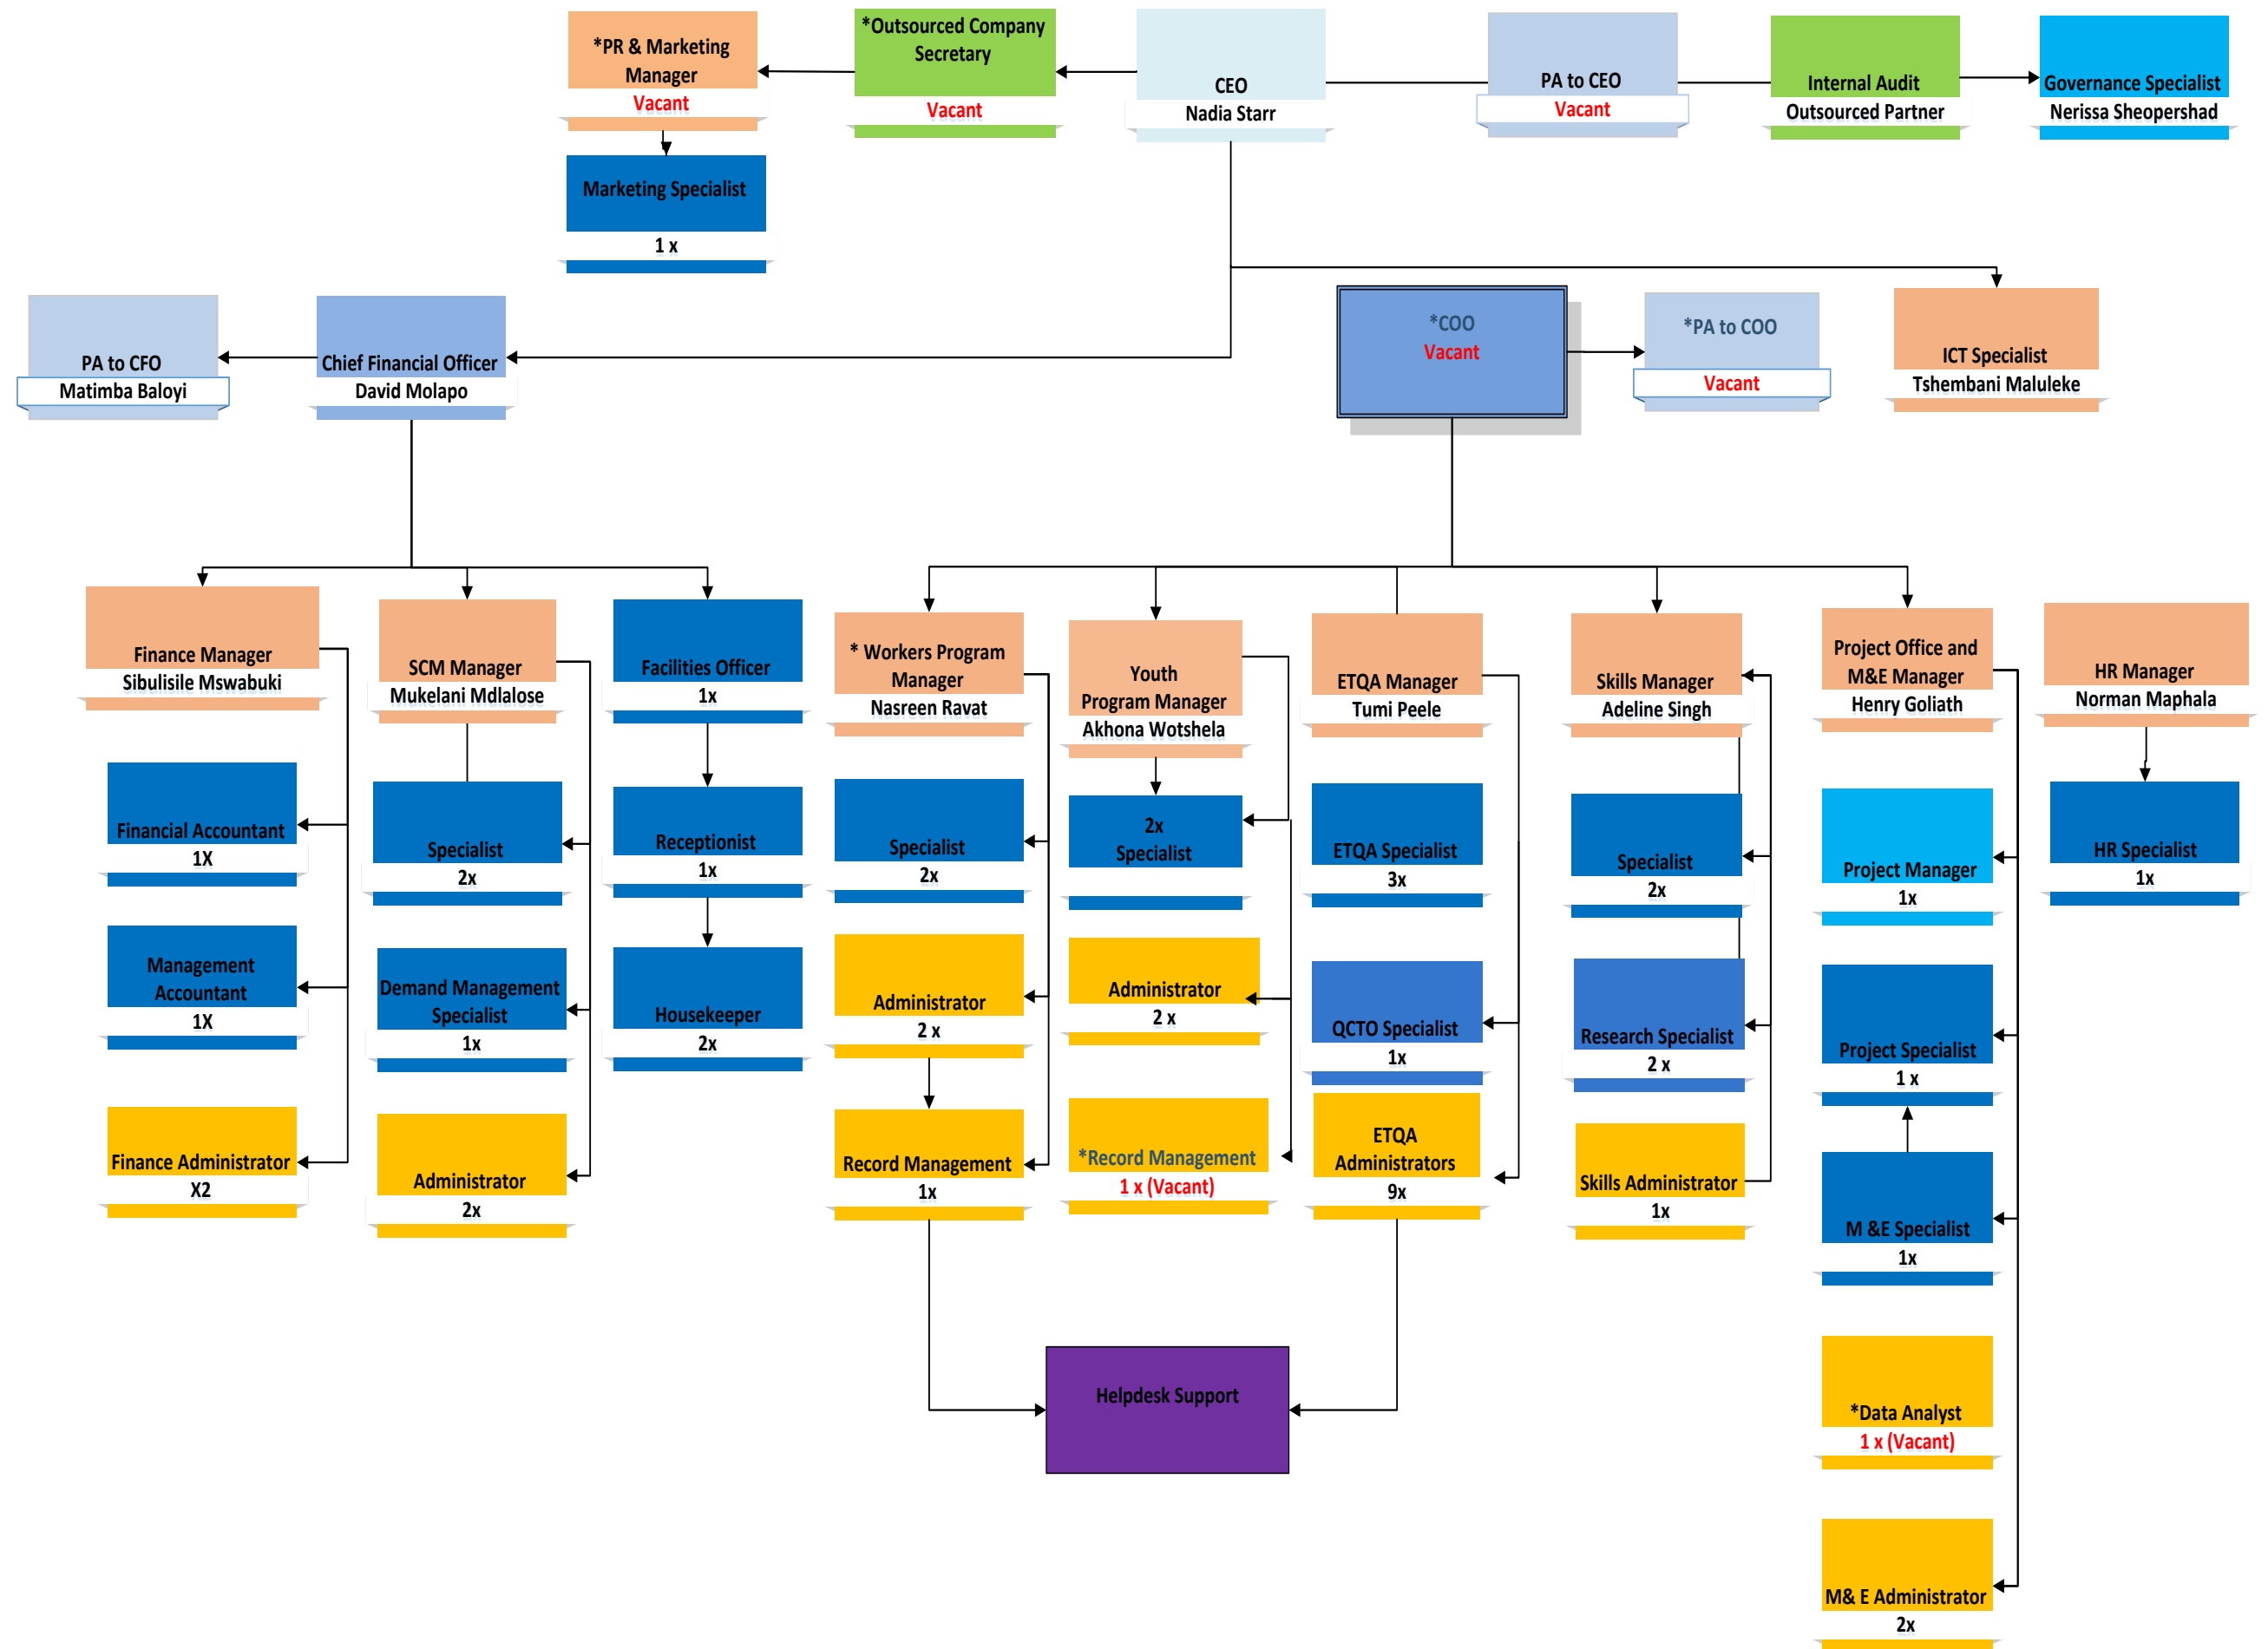 *PR & Marketing
Manager
Vacant
*Outsourced Company
Secretary
Vacant
CEO
Nadia Starr
PA to CEO
Vacant
Internal Audit
Outsourced Partner
Governance Specialist
Nerissa Sheopershad
Marketing Specialist
1 x
PA to CFO
Matimba Baloyi
Chief Financial Officer
David Molapo
*COO
Vacant
*PA to COO
Vacant
ICT Specialist
Tshembani Maluleke
Finance Manager
Sibulisile Mswabuki
SCM Manager
Mukelani Mdlalose
Facilities Officer
1x
* Workers Program
Manager
Nasreen Ravat
Youth
Program Manager
Akhona Wotshela
ETQA Manager
Tumi Peele
Skills Manager
Adeline Singh
Project Office and
M&E Manager
Henry Goliath
HR Manager
Norman Maphala
Financial Accountant
1X
Specialist
2x
Receptionist
1x
Specialist
2x
2x
Specialist
ETQA Specialist
3x
Specialist
2x
Project Manager
1x
HR Specialist
1x
Management
Accountant
1X
Demand Management
Specialist
1x
Housekeeper
2x
Administrator
2 x
Administrator
2 x
QCTO Specialist
1x
Research Specialist
2 x
Project Specialist
1 x
Finance Administrator
X2
Administrator
2x
Record Management
1x
*Record Management
1 x (Vacant)
ETQA
Administrators
9x
Skills Administrator
1x
M &E Specialist
1x
Helpdesk Support
*Data Analyst
1 x (Vacant)
M& E Administrator
2x